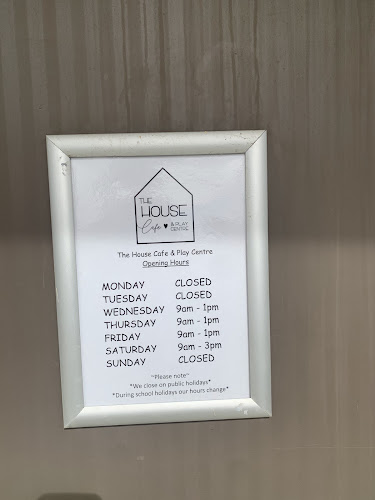 THE
HOUSE
Cafe ♥ & PLAY CENTRE
The House Cafe & Play Centre
Opening Hours
MONDAY CLOSED
TUESDAY CLOSED
WEDNESDAY 9am - 1pm
THURSDAY 9am - 1pm
FRIDAY 9am - 1pm
SATURDAY 9am - 3pm
SUNDAY CLOSED
~Please note~
*We close on public holidays*
*During school holidays our hours change*